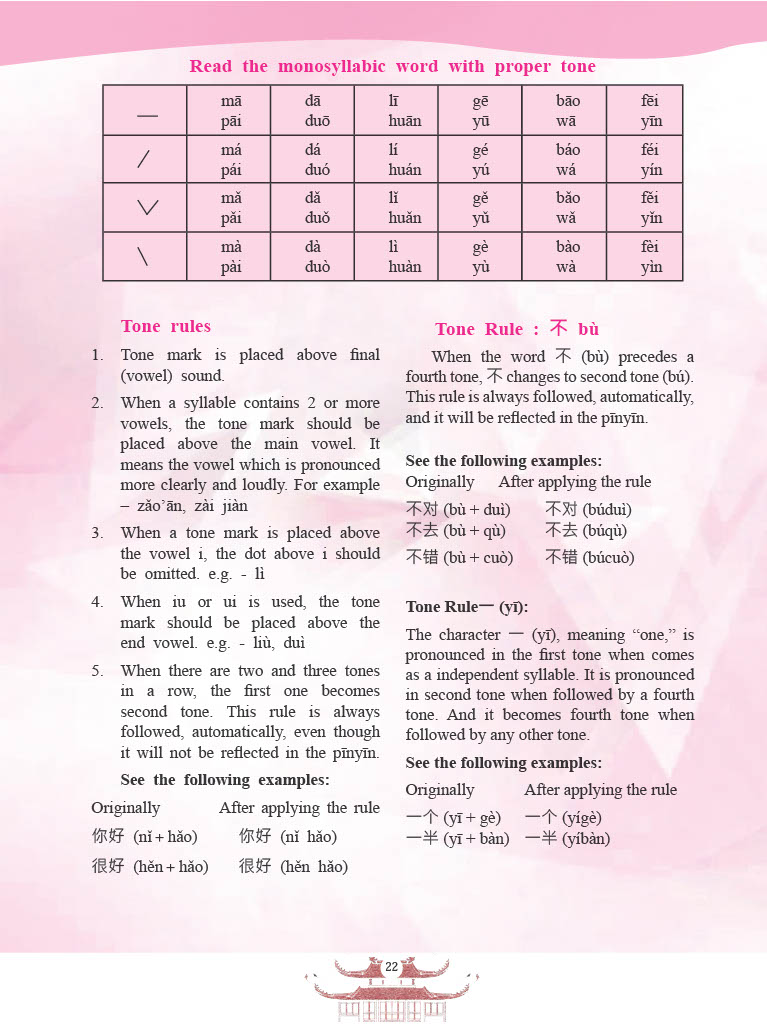 Read the monosyllabic word with proper tone
mā dā lī gē bāo fēi
pāi duō huān yū wā yīn
má dá lí gé báo féi
pái duó huán yú wá yín
mǎ dǎ lǐ gě bǎo fěi
pǎi duǒ huǎn yǔ wǎ yǐn
mà dà lì gè bào fèi
pài duò huàn yù wà yìn
Tone rules
1. Tone mark is placed above final
(vowel) sound.
2. When a syllable contains 2 or more
vowels, the tone mark should be
placed above the main vowel. It
means the vowel which is pronounced
more clearly and loudly. For example
– zǎo’ān, zài jiàn
3. When a tone mark is placed above
the vowel i, the dot above i should
be omitted. e.g. - lì
4. When iu or ui is used, the tone
mark should be placed above the
end vowel. e.g. - liù, duì
5. When there are two and three tones
in a row, the first one becomes
second tone. This rule is always
followed, automatically, even though
it will not be reflected in the pīnyīn.
See the following examples:
Originally After applying the rule
你好 (nǐ + hǎo) 你好 (nǐ hǎo)
很好 (hěn + hǎo) 很好 (hěn hǎo)
Tone Rule : 不 bù
When the word 不 (bù) precedes a
fourth tone, 不 changes to second tone (bú).
This rule is always followed, automatically,
and it will be reflected in the pīnyīn.
See the following examples:
Originally After applying the rule
不对 (bù + duì) 不对 (búduì)
不去 (bù + qù) 不去 (búqù)
不错 (bù + cuò) 不错 (búcuò)
Tone Rule一 (yī):
The character 一 (yī), meaning “one,” is
pronounced in the first tone when comes
as a independent syllable. It is pronounced
in second tone when followed by a fourth
tone. And it becomes fourth tone when
followed by any other tone.
See the following examples:
Originally After applying the rule
一个 (yī + gè) 一个 (yígè)
一半 (yī + bàn) 一半 (yíbàn)
22